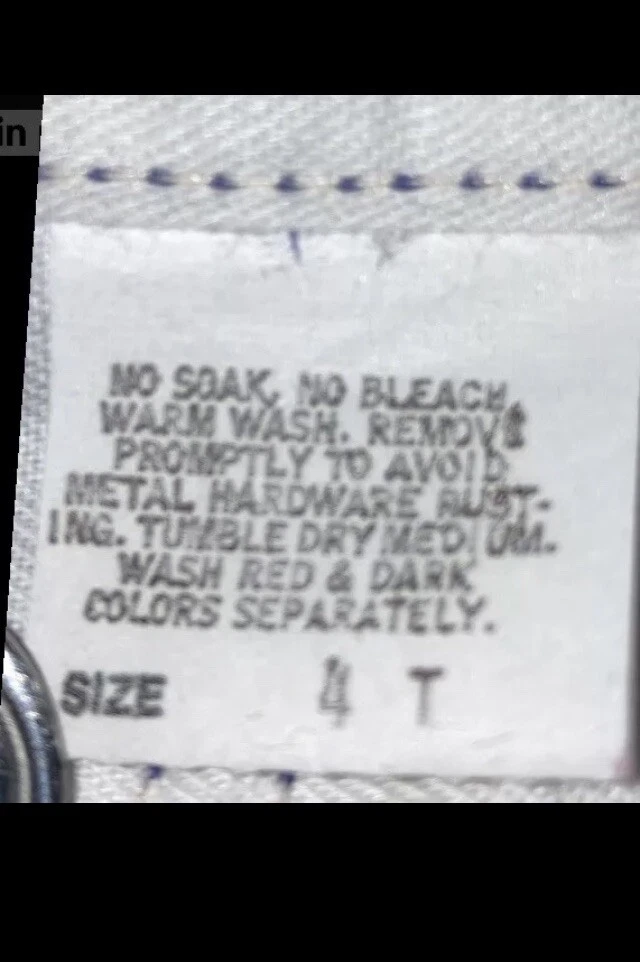 in
NO SOAK, NO BLEACH,
WARM WASH. REMOVE
PROMPTLY TO AVOID
METAL HARDWARE RUST-
ING. TUMBLE DRY MEDIUM.
WASH RED & DARK
COLORS SEPARATELY.
SIZE 4 T